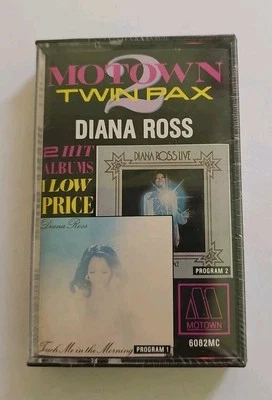 2
MOTOWN
TWIN PAX
DIANA ROSS
2 HIT
ALBUMS
1 LOW
PRICE
DIANA ROSS LIVE
PROGRAM 2
Diana Ross
Touch Me in the Morning
PROGRAM 1
M
MOTOWN
6082MC